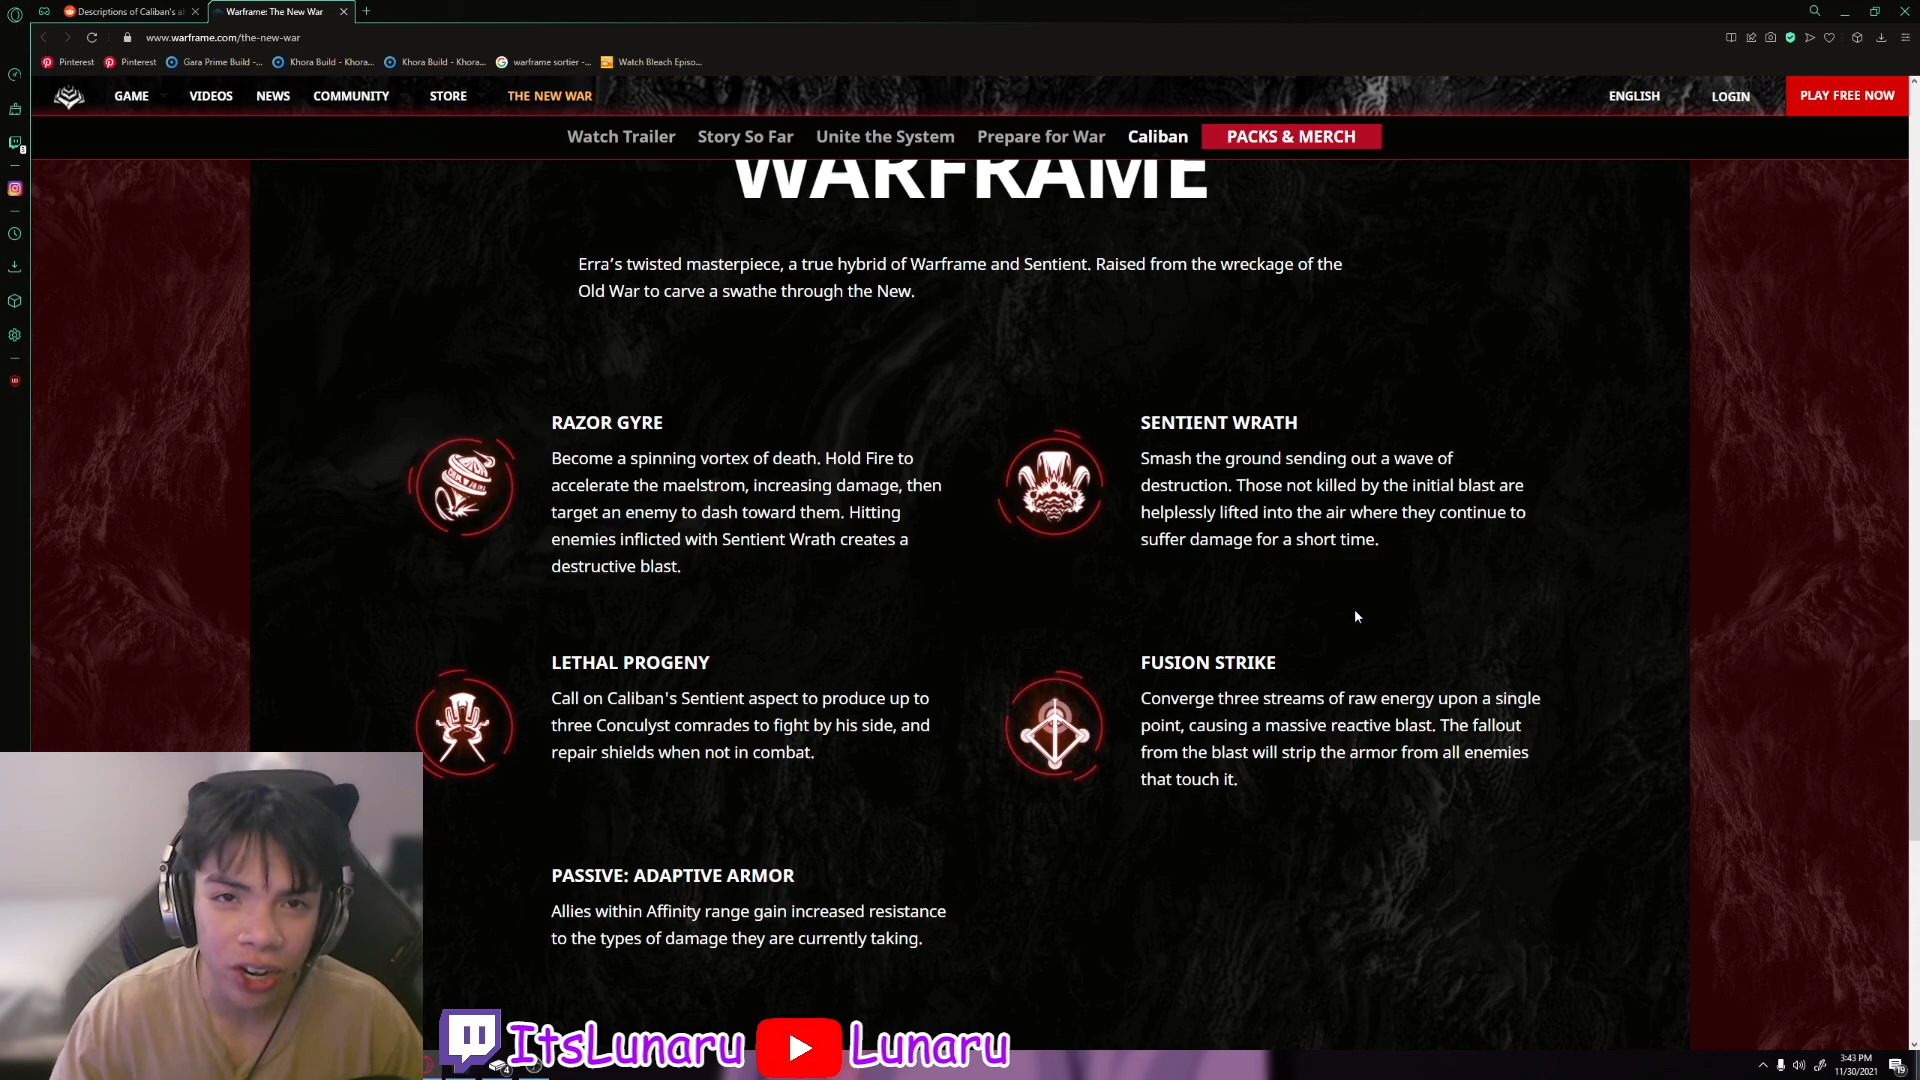 Descriptions of Caliban's a
Warframe: The New War
www.warframe.com/the-new-war
Pinterest
Pinterest
Gara Prime Build -...
Khora Build - Khora...
Khora Build - Khora...
warframe sortier -...
Watch Bleach Episo...
GAME
VIDEOS
NEWS
COMMUNITY
STORE
THE NEW WAR
ENGLISH
LOGIN
PLAY FREE NOW
Watch Trailer
Story So Far
Unite the System
Prepare for War
Caliban
PACKS & MERCH
WARFRAME
Erra's twisted masterpiece, a true hybrid of Warframe and Sentient. Raised from the wreckage of the
Old War to carve a swathe through the New.
RAZOR GYRE
Become a spinning vortex of death. Hold Fire to
accelerate the maelstrom, increasing damage, then
target an enemy to dash toward them. Hitting
enemies inflicted with Sentient Wrath creates a
destructive blast.
SENTIENT WRATH
Smash the ground sending out a wave of
destruction. Those not killed by the initial blast are
helplessly lifted into the air where they continue to
suffer damage for a short time.
LETHAL PROGENY
Call on Caliban's Sentient aspect to produce up to
three Conculyst comrades to fight by his side, and
repair shields when not in combat.
FUSION STRIKE
Converge three streams of raw energy upon a single
point, causing a massive reactive blast. The fallout
from the blast will strip the armor from all enemies
that touch it.
PASSIVE: ADAPTIVE ARMOR
Allies within Affinity range gain increased resistance
to the types of damage they are currently taking.
ItsLunaru
Lunaru
3:43 PM
11/30/2021